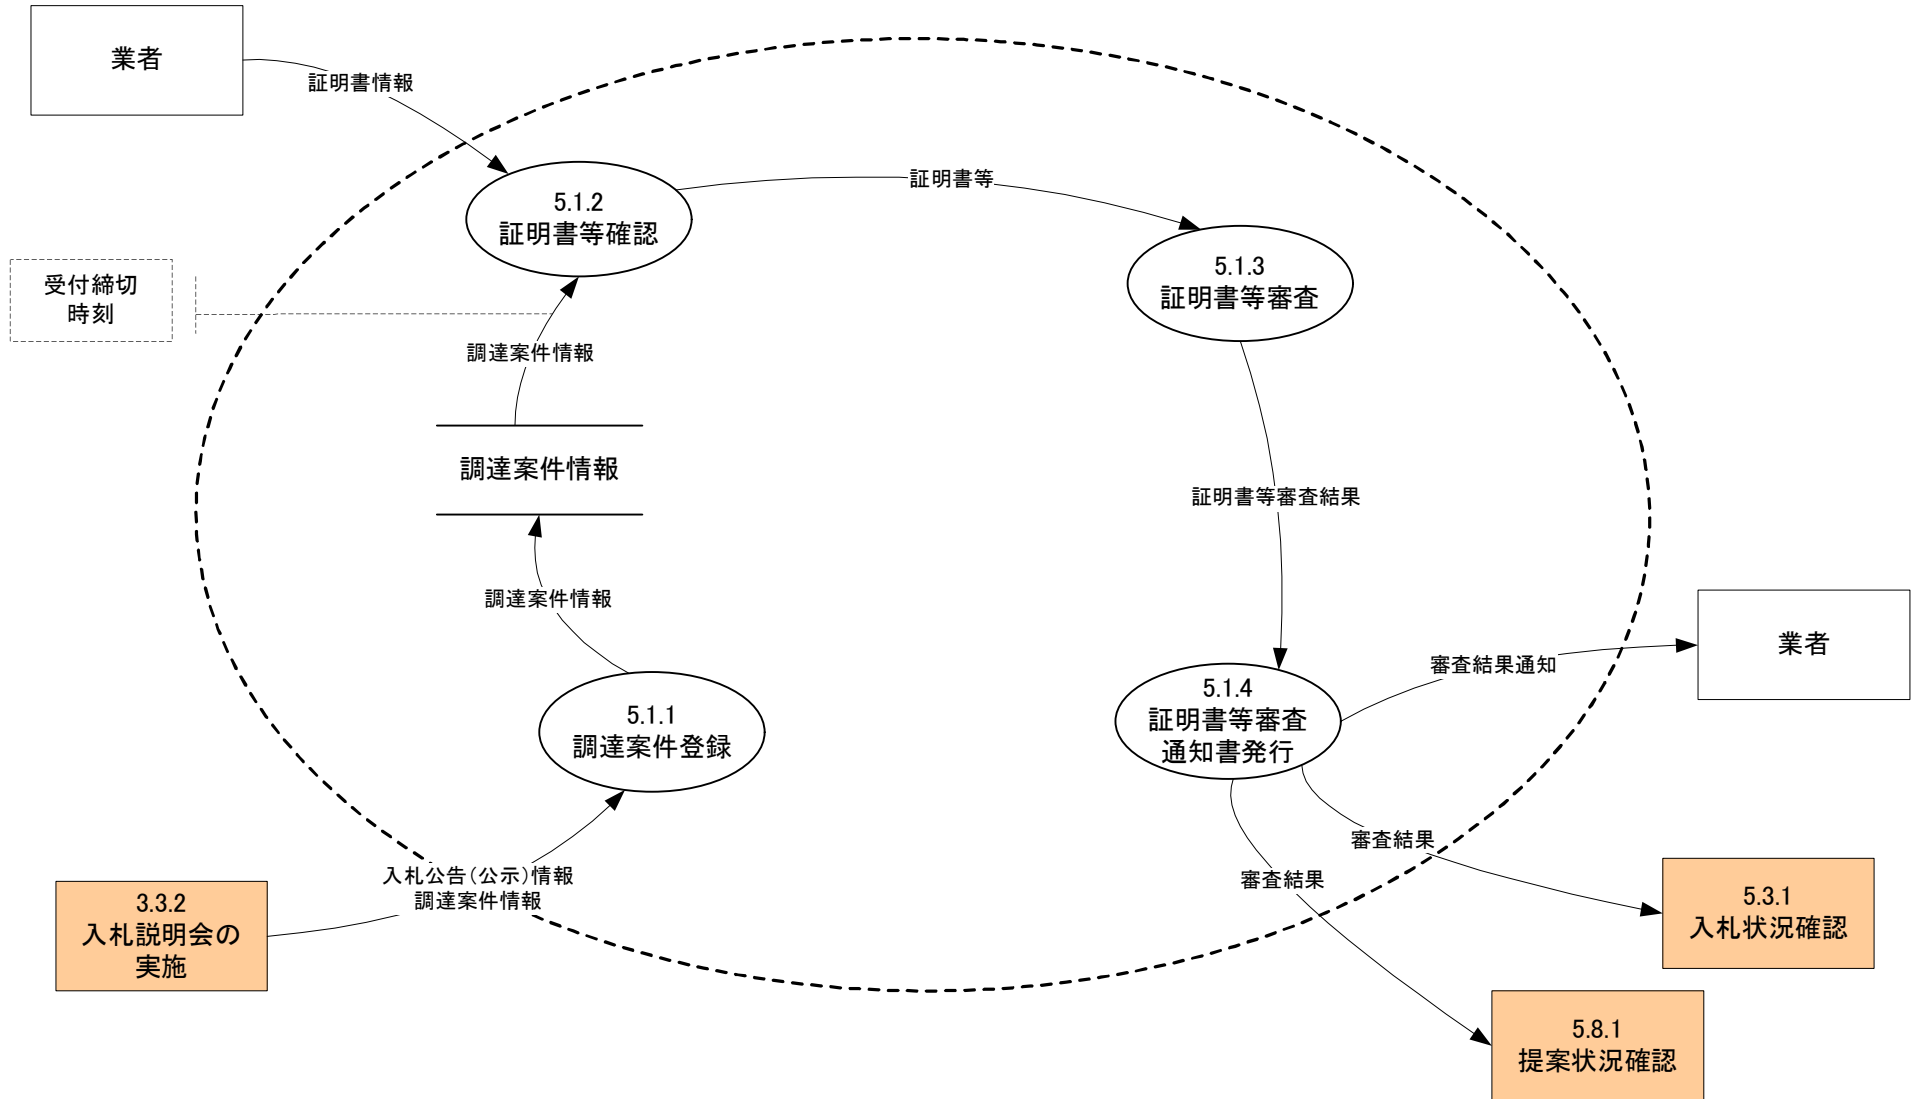 業者
証明書情報
5.1.2
証明書等確認
証明書等
5.1.3
証明書等審査
受付締切
時刻
調達案件情報
調達案件情報
証明書等審査結果
調達案件情報
業者
審査結果通知
5.1.1
調達案件登録
5.1.4
証明書等審査
通知書発行
審査結果
審査結果
入札公告(公示)情報
調達案件情報
3.3.2
入札説明会の
実施
5.3.1
入札状況確認
5.8.1
提案状況確認